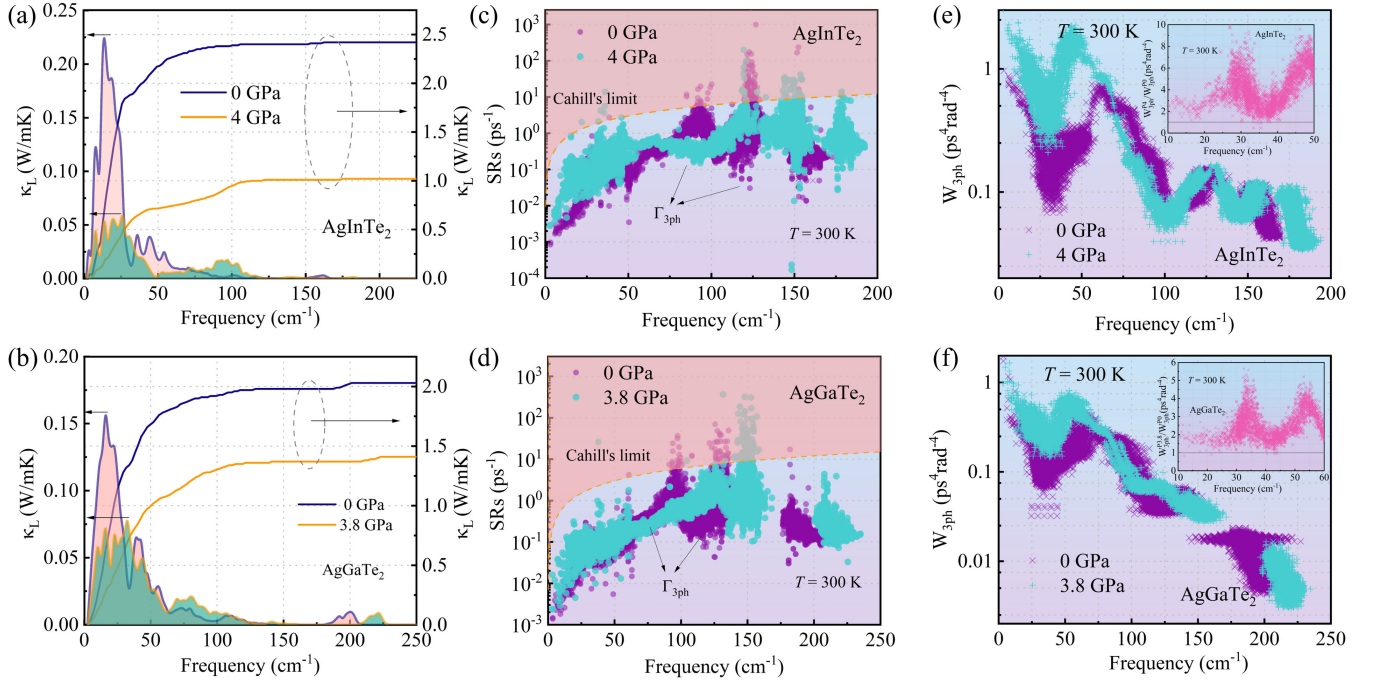 (a)
0.25
0.20
0.15
0.10
0.05
0.00
κL (W/mK)
2.5
2.0
1.5
1.0
0.5
0.0
κL (W/mK)
0 GPa
4 GPa
AgInTe2
0 50 100 150 200
Frequency (cm-1)
(b)
0.20
0.15
0.10
0.05
0.00
κL (W/mK)
2.0
1.5
1.0
0.5
0.0
κL (W/mK)
0 GPa
3.8 GPa
AgGaTe2
0 50 100 150 200 250
Frequency (cm-1)
(c)
103
102
101
100
10-1
10-2
10-3
10-4
SRs (ps-1)
0 GPa
4 GPa
AgInTe2
Cahill's limit
Γ3ph
T = 300 K
0 50 100 150 200
Frequency (cm-1)
(d)
103
102
101
100
10-1
10-2
10-3
SRs (ps-1)
0 GPa
3.8 GPa
AgGaTe2
Cahill's limit
Γ3ph
T = 300 K
0 50 100 150 200 250
Frequency (cm-1)
(e)
1
0.1
W3ph (ps4rad-4)
T = 300 K
0 GPa
4 GPa
AgInTe2
0 50 100 150 200
Frequency (cm-1)
10
8
6
4
2
0
WP43ph/WP03ph(ps4rad-4)
T = 300 K
AgInTe2
10 20 30 40 50
Frequency (cm-1)
(f)
1
0.1
0.01
W3ph (ps4rad-4)
T = 300 K
0 GPa
3.8 GPa
AgGaTe2
0 50 100 150 200 250
Frequency (cm-1)
6
5
4
3
2
1
0
WP3.83ph/WP03ph(ps4rad-4)
T = 300 K
AgGaTe2
10 20 30 40 50 60
Frequency (cm-1)